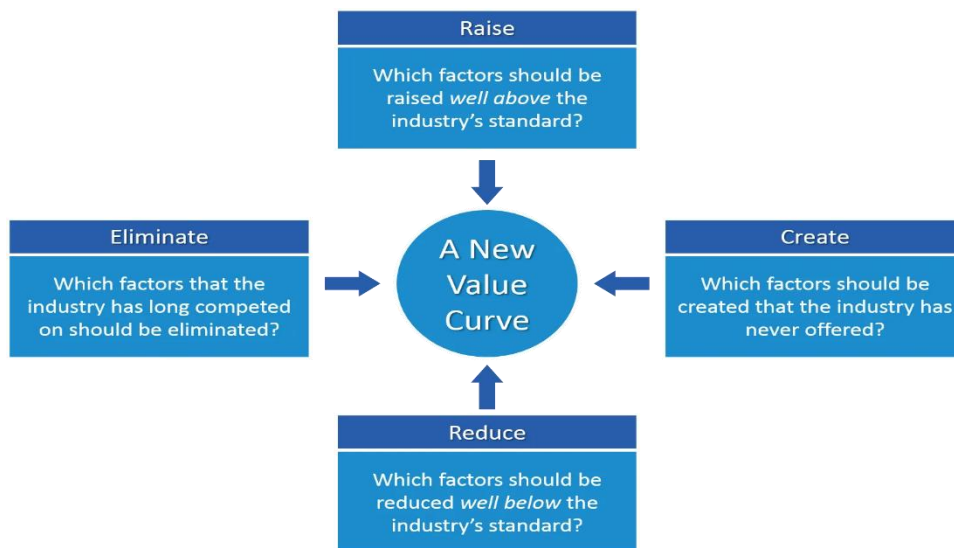 Raise
Which factors should be
raised well above the
industry's standard?
Eliminate
Which factors that the
industry has long competed
on should be eliminated?
A New
Value
Curve
Create
Which factors should be
created that the industry has
never offered?
Reduce
Which factors should be
reduced well below the
industry's standard?